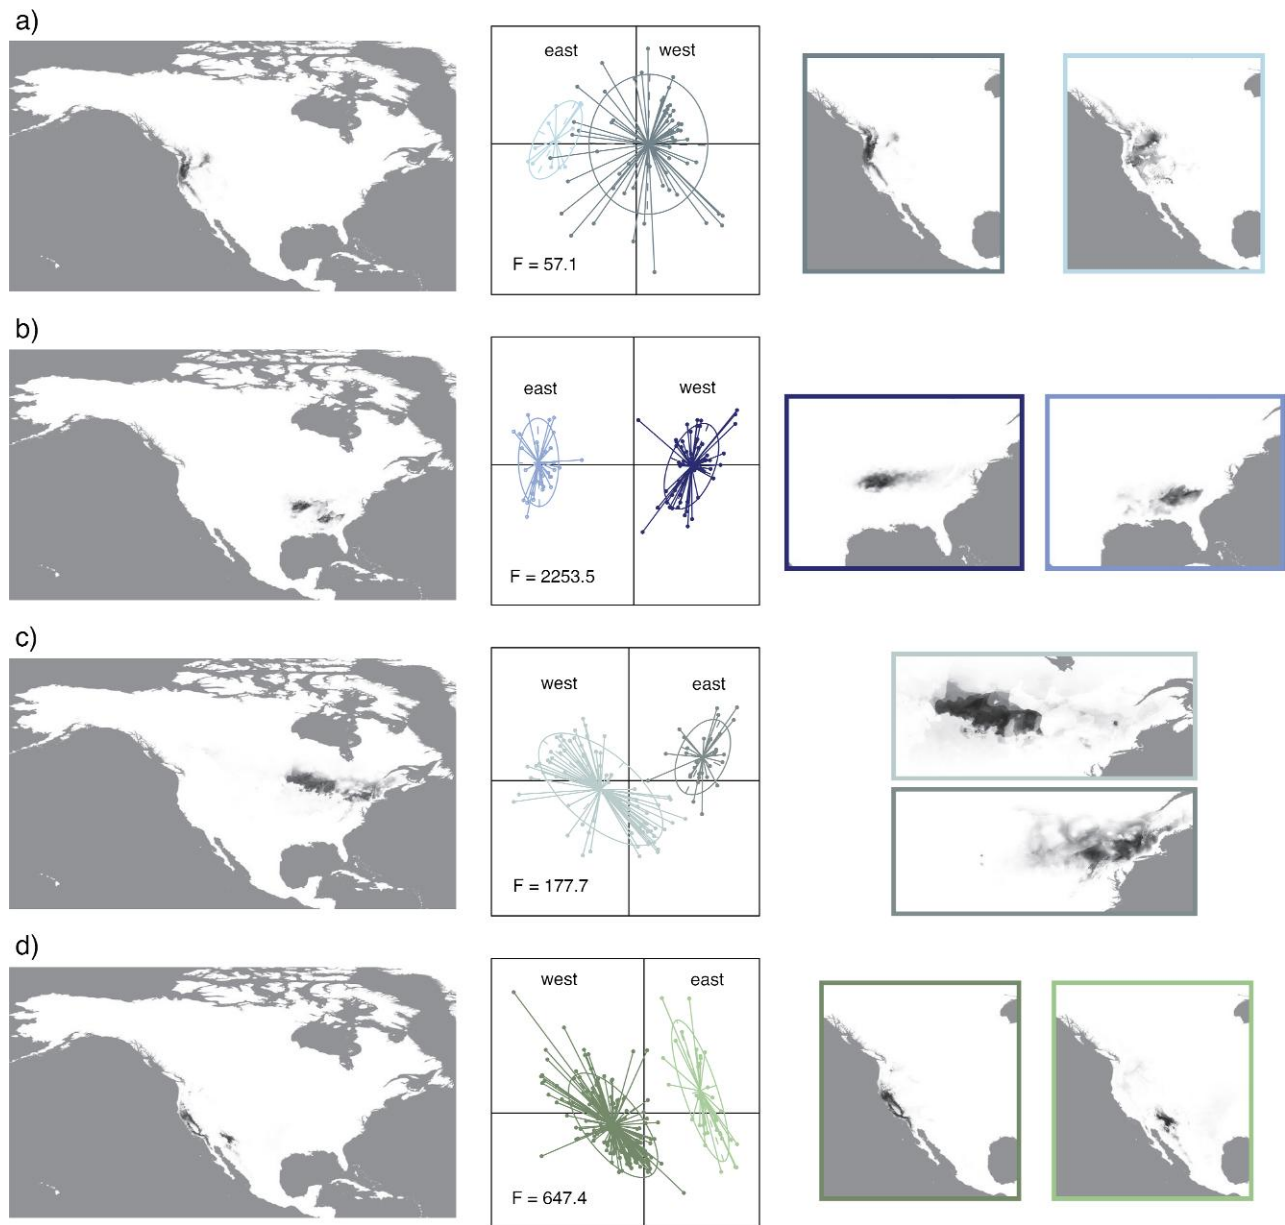 a)
east west
F = 57.1
b)
east west
F = 2253.5
c)
west east
F = 177.7
d)
west east
F = 647.4